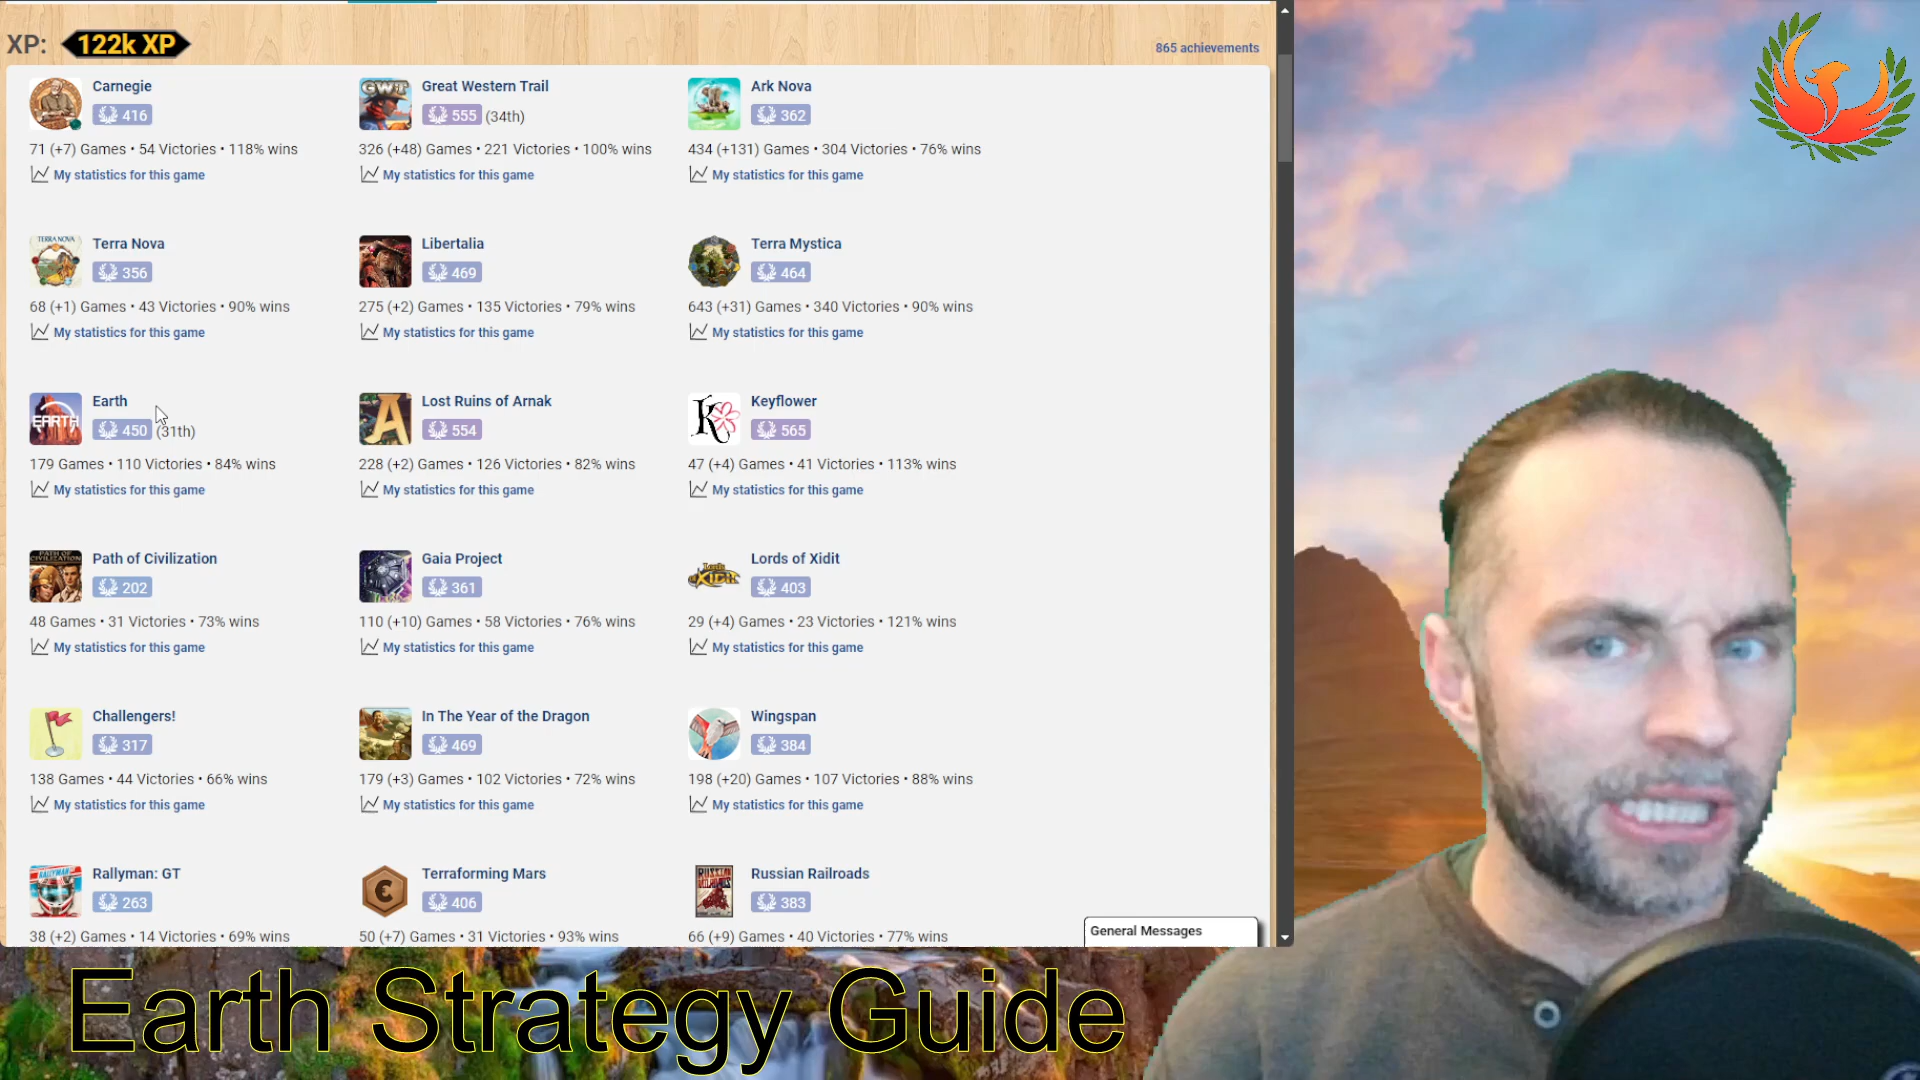 XP: 122k XP
865 achievements
Carnegie
416
71 (+7) Games • 54 Victories • 118% wins
My statistics for this game
GWT
Great Western Trail
555 (34th)
326 (+48) Games • 221 Victories • 100% wins
My statistics for this game
Ark Nova
362
434 (+131) Games • 304 Victories • 76% wins
My statistics for this game
TERRA NOVA
Terra Nova
356
68 (+1) Games • 43 Victories • 90% wins
My statistics for this game
Libertalia
469
275 (+2) Games • 135 Victories • 79% wins
My statistics for this game
Terra Mystica
464
643 (+31) Games • 340 Victories • 90% wins
My statistics for this game
EARTH
Earth
450 (31th)
179 Games • 110 Victories • 84% wins
My statistics for this game
A
Lost Ruins of Arnak
554
228 (+2) Games • 126 Victories • 82% wins
My statistics for this game
K
Keyflower
565
47 (+4) Games • 41 Victories • 113% wins
My statistics for this game
PATH OF
CIVILIZATION
Path of Civilization
202
48 Games • 31 Victories • 73% wins
My statistics for this game
Gaia Project
361
110 (+10) Games • 58 Victories • 76% wins
My statistics for this game
Lords of
XIDIT
Lords of Xidit
403
29 (+4) Games • 23 Victories • 121% wins
My statistics for this game
Challengers!
317
138 Games • 44 Victories • 66% wins
My statistics for this game
In The Year of the Dragon
469
179 (+3) Games • 102 Victories • 72% wins
My statistics for this game
Wingspan
384
198 (+20) Games • 107 Victories • 88% wins
My statistics for this game
RALLYMAN: GT
Rallyman: GT
263
38 (+2) Games • 14 Victories • 69% wins
€
Terraforming Mars
406
50 (+7) Games • 31 Victories • 93% wins
RUSSIAN
RAILROADS
Russian Railroads
383
66 (+9) Games • 40 Victories • 77% wins
General Messages
Earth Strategy Guide